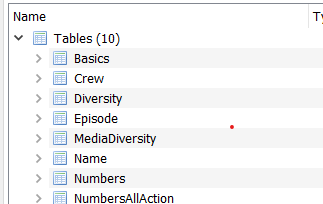 Name Ty
Tables (10)
Basics
Crew
Diversity
Episode
MediaDiversity
Name
Numbers
NumbersAllAction